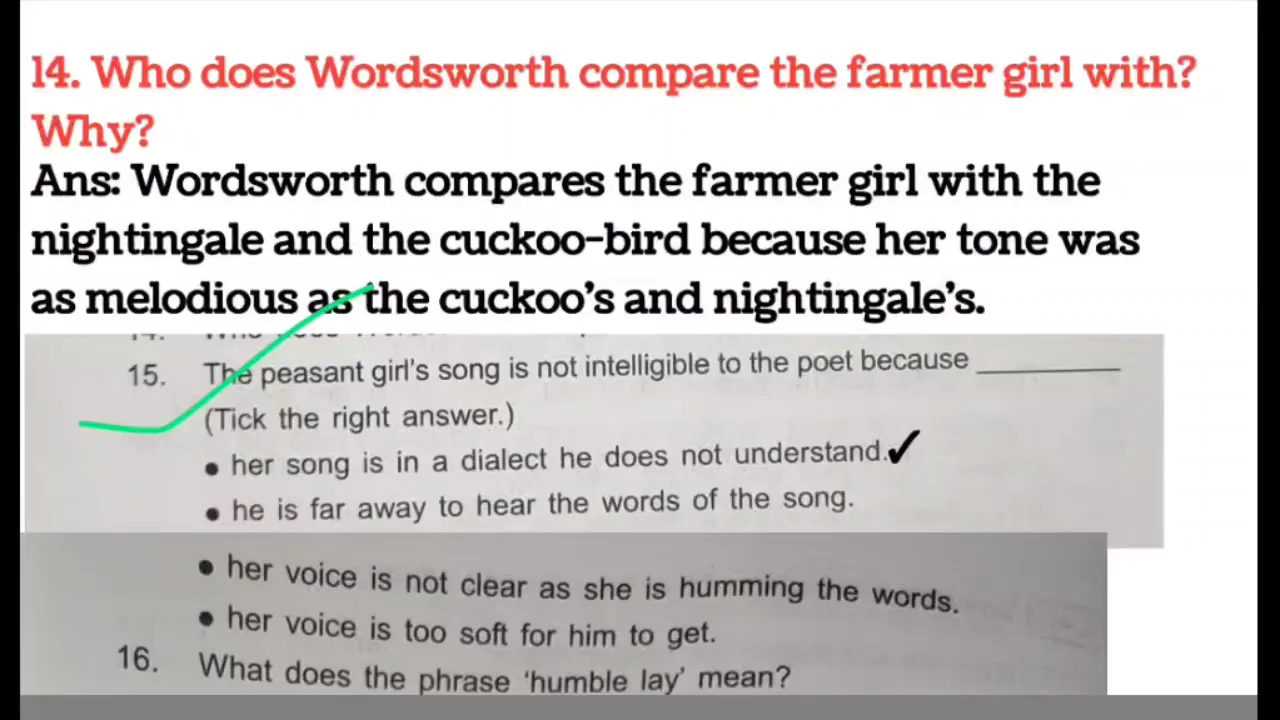 14. Who does Wordsworth compare the farmer girl with?
Why?
Ans: Wordsworth compares the farmer girl with the
nightingale and the cuckoo-bird because her tone was
as melodious as the cuckoo's and nightingale's.
15. The peasant girl's song is not intelligible to the poet because ________
(Tick the right answer.)
• her song is in a dialect he does not understand.✓
• he is far away to hear the words of the song.
• her voice is not clear as she is humming the words.
• her voice is too soft for him to get.
16. What does the phrase 'humble lay' mean?